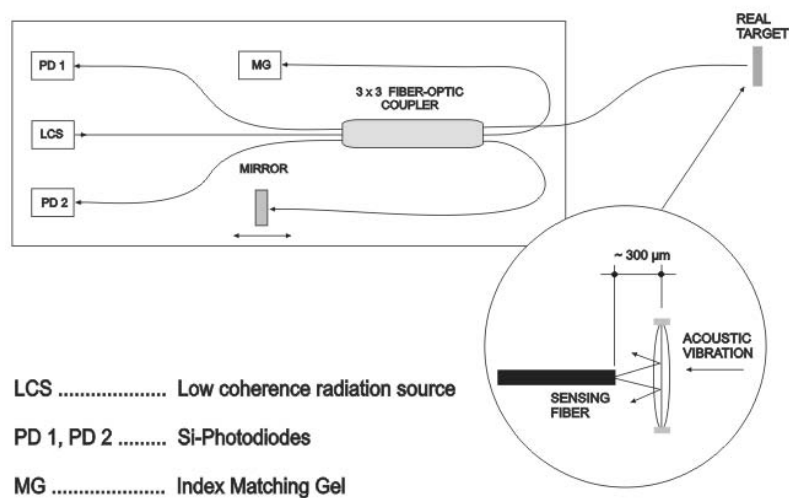 REAL
TARGET
PD 1
MG
3 x 3 FIBER-OPTIC
COUPLER
LCS
MIRROR
PD 2
~ 300 µm
ACOUSTIC
VIBRATION
SENSING
FIBER
LCS .................... Low coherence radiation source
PD 1, PD 2 ......... Si-Photodiodes
MG ..................... Index Matching Gel